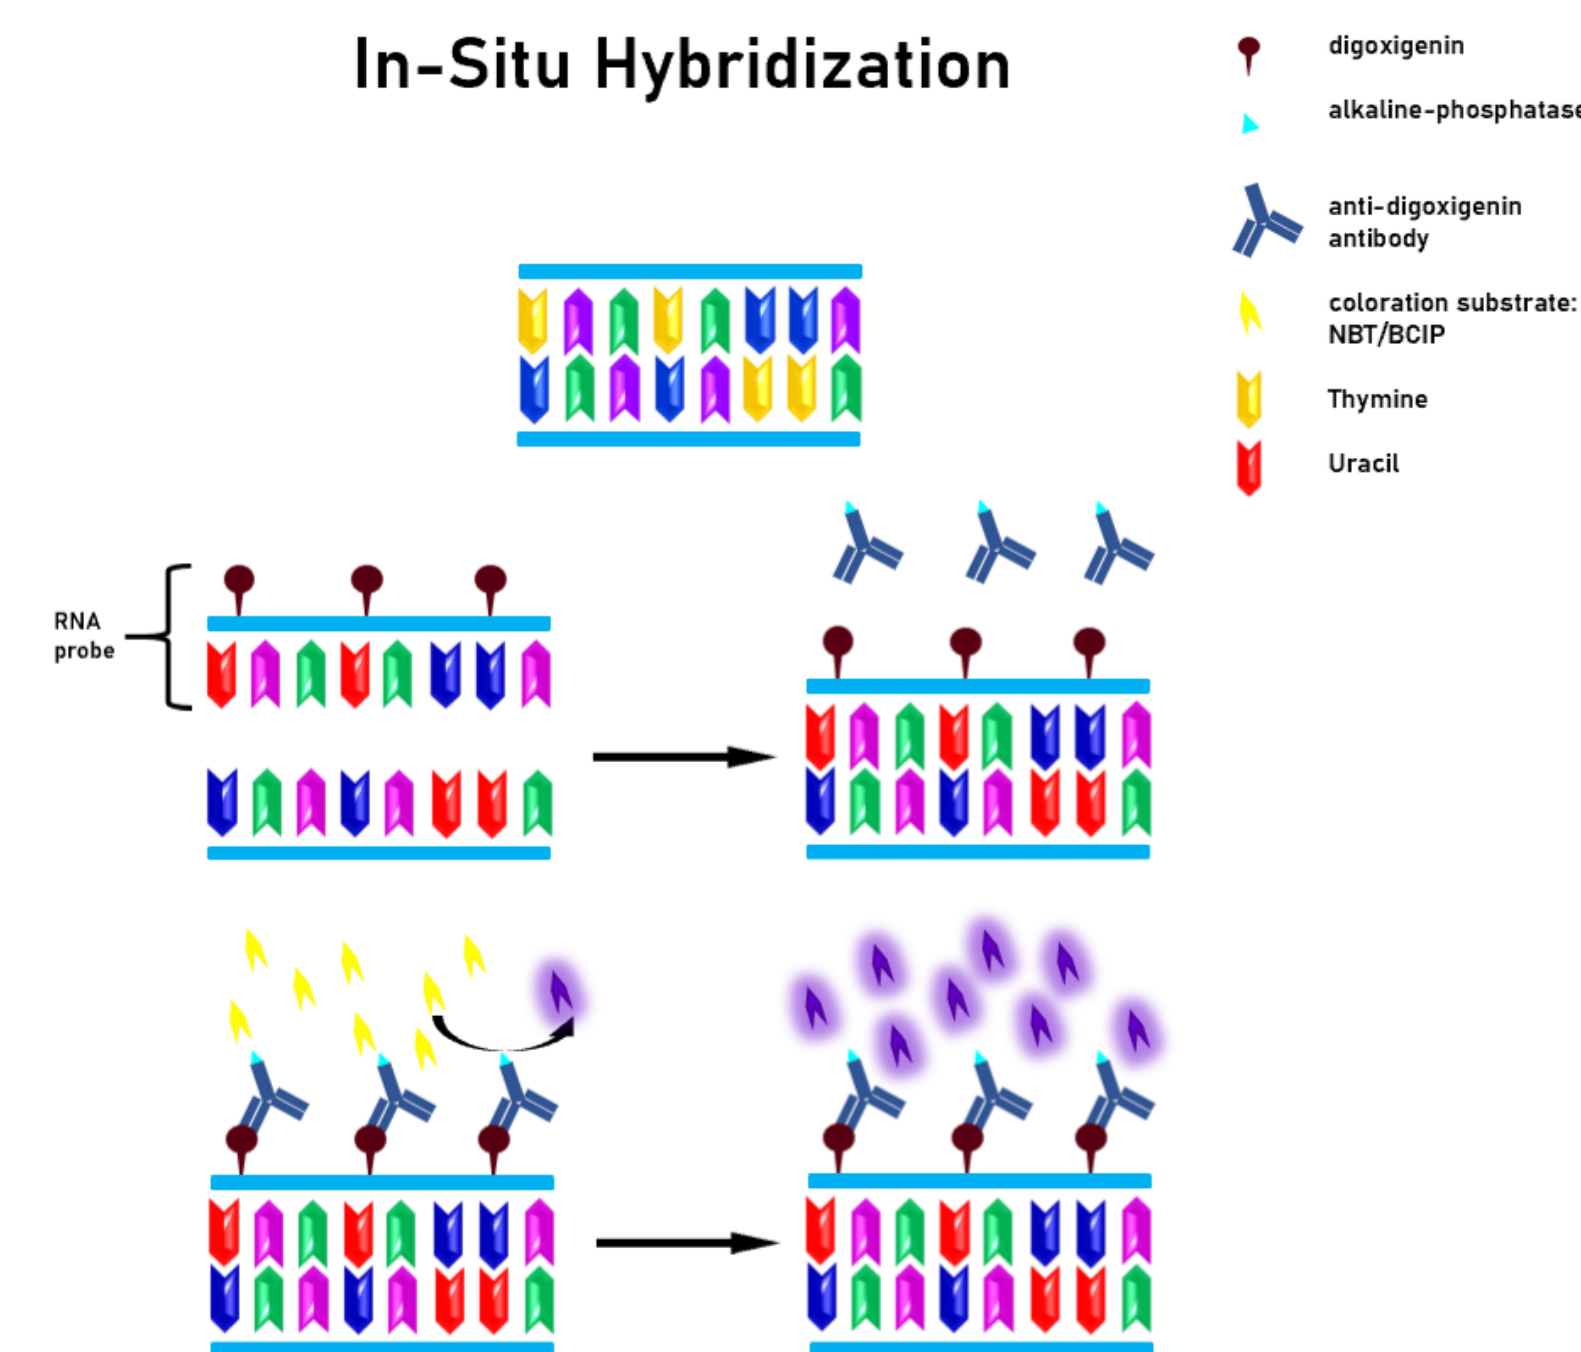 In-Situ Hybridization
digoxigenin
alkaline-phosphatase
anti-digoxigenin
antibody
coloration substrate:
NBT/BCIP
Thymine
Uracil
RNA
probe